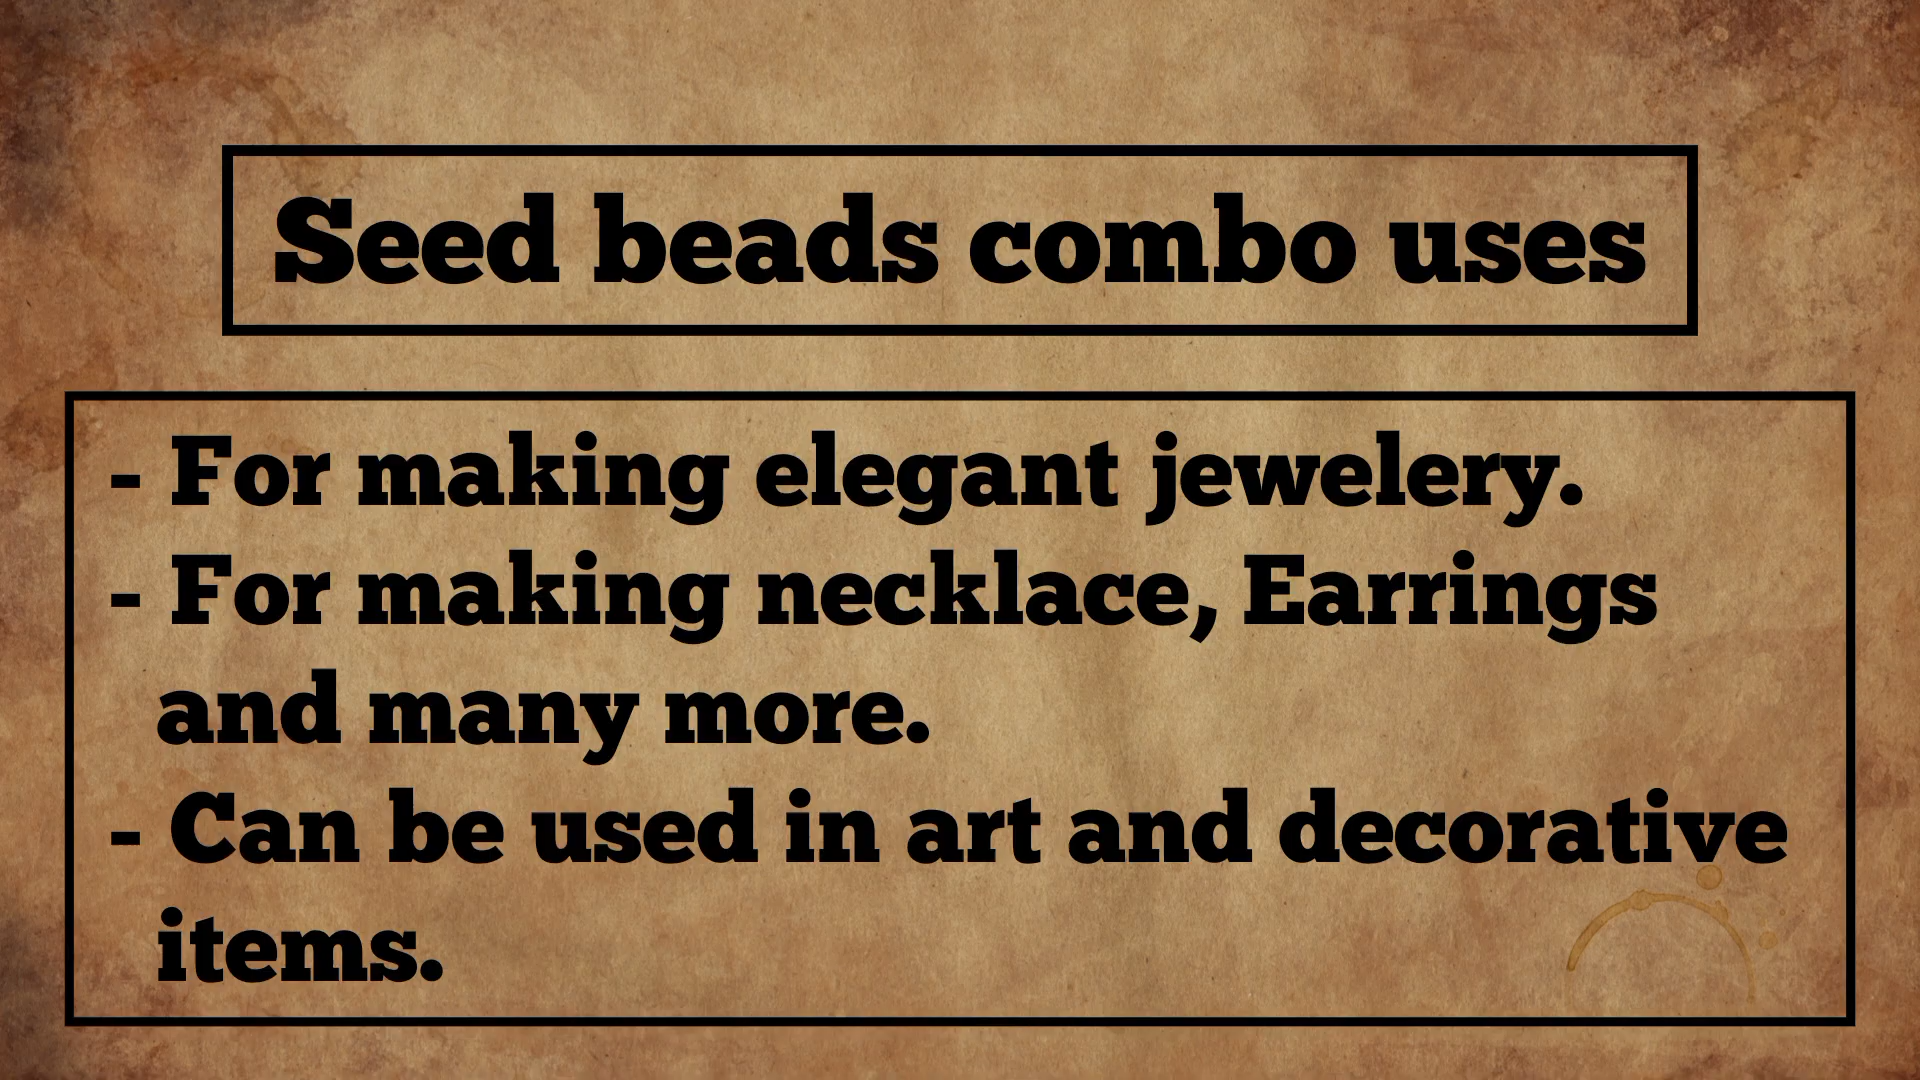 Seed beads combo uses
- For making elegant jewelery.
- For making necklace, Earrings
and many more.
- Can be used in art and decorative
items.